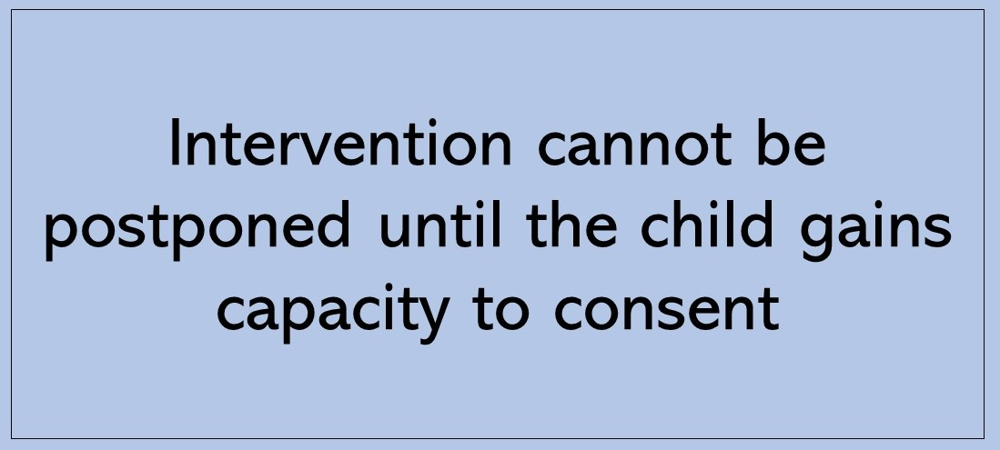 Intervention cannot be
postponed until the child gains
capacity to consent